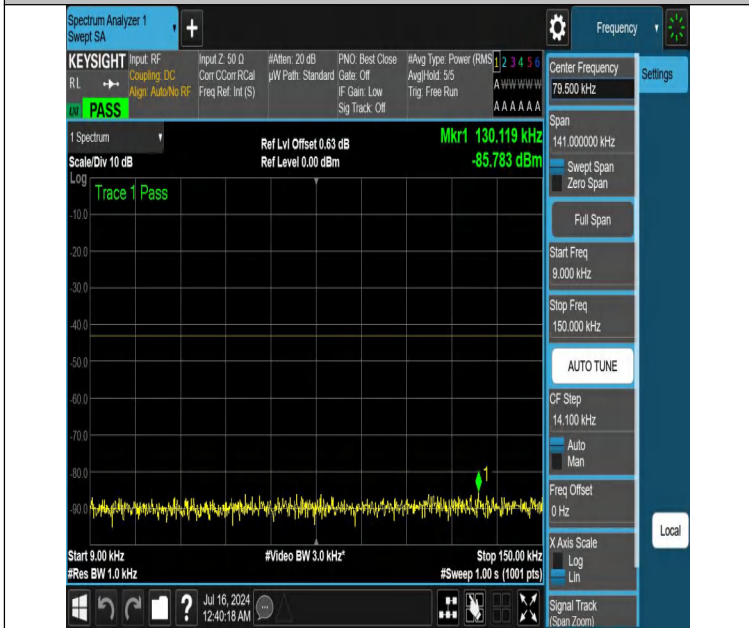 Spectrum Analyzer 1
Swept SA
+
Frequency
KEYSIGHT
RL
PASS
Input: RF
Coupling: DC
Align: Auto/No RF
Input Z: 50 Ω
Corr CCorr RCal
Freq Ref: Int (S)
#Atten: 20 dB
µW Path: Standard
PNO: Best Close
Gate: Off
IF Gain: Low
Sig Track: Off
#Avg Type: Power (RMS
Avg|Hold: 5/5
Trig: Free Run
1 2 3 4 5 6
A W W W W W
A A A A A A
1 Spectrum
Scale/Div 10 dB
Ref Lvl Offset 0.63 dB
Ref Level 0.00 dBm
Mkr1 130.119 kHz
-85.783 dBm
Log
Trace 1 Pass
-10.0
-20.0
-30.0
-40.0
-50.0
-60.0
-70.0
-80.0
-90.0
1
Start 9.00 kHz
#Res BW 1.0 kHz
#Video BW 3.0 kHz*
Stop 150.00 kHz
#Sweep 1.00 s (1001 pts)
?
Jul 16, 2024
12:40:18 AM
Center Frequency
79.500 kHz
Settings
Span
141.000000 kHz
Swept Span
Zero Span
Full Span
Start Freq
9.000 kHz
Stop Freq
150.000 kHz
AUTO TUNE
CF Step
14.100 kHz
Auto
Man
Freq Offset
0 Hz
Local
X Axis Scale
Log
Lin
Signal Track
(Span Zoom)